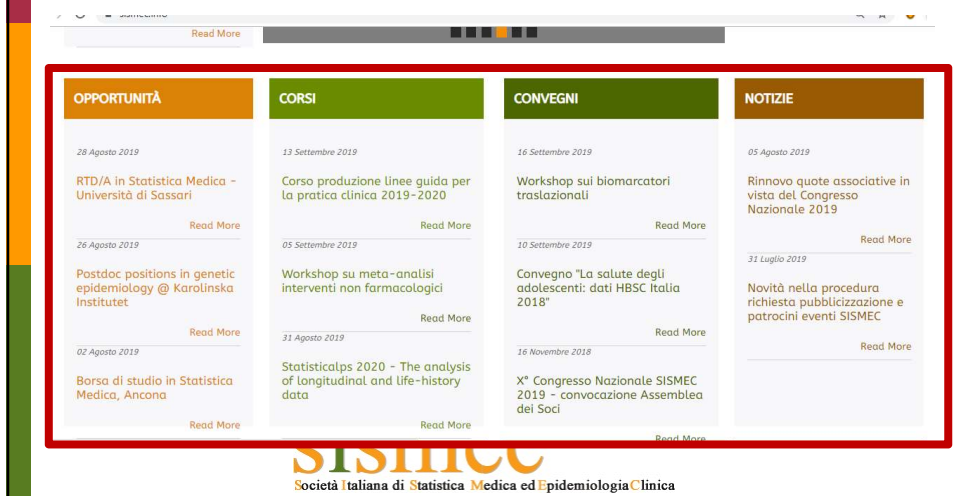 Read More
OPPORTUNITÀ
28 Agosto 2019
RTD/A in Statistica Medica –
Università di Sassari
Read More
26 Agosto 2019
Postdoc positions in genetic
epidemiology @ Karolinska
Institutet
Read More
02 Agosto 2019
Borsa di studio in Statistica
Medica, Ancona
Read More
CORSI
13 Settembre 2019
Corso produzione linee guida per
la pratica clinica 2019-2020
Read More
05 Settembre 2019
Workshop su meta-analisi
interventi non farmacologici
Read More
31 Agosto 2019
Statisticalps 2020 - The analysis
of longitudinal and life-history
data
Read More
CONVEGNI
16 Settembre 2019
Workshop sui biomarcatori
traslazionali
Read More
10 Settembre 2019
Convegno "La salute degli
adolescenti: dati HBSC Italia
2018"
Read More
16 Novembre 2018
X° Congresso Nazionale SISMEC
2019 - convocazione Assemblea
dei Soci
Read More
NOTIZIE
05 Agosto 2019
Rinnovo quote associative in
vista del Congresso
Nazionale 2019
Read More
31 Luglio 2019
Novità nella procedura
richiesta pubblicizzazione e
patrocini eventi SISMEC
Read More
Società Italiana di Statistica Medica ed Epidemiologia Clinica